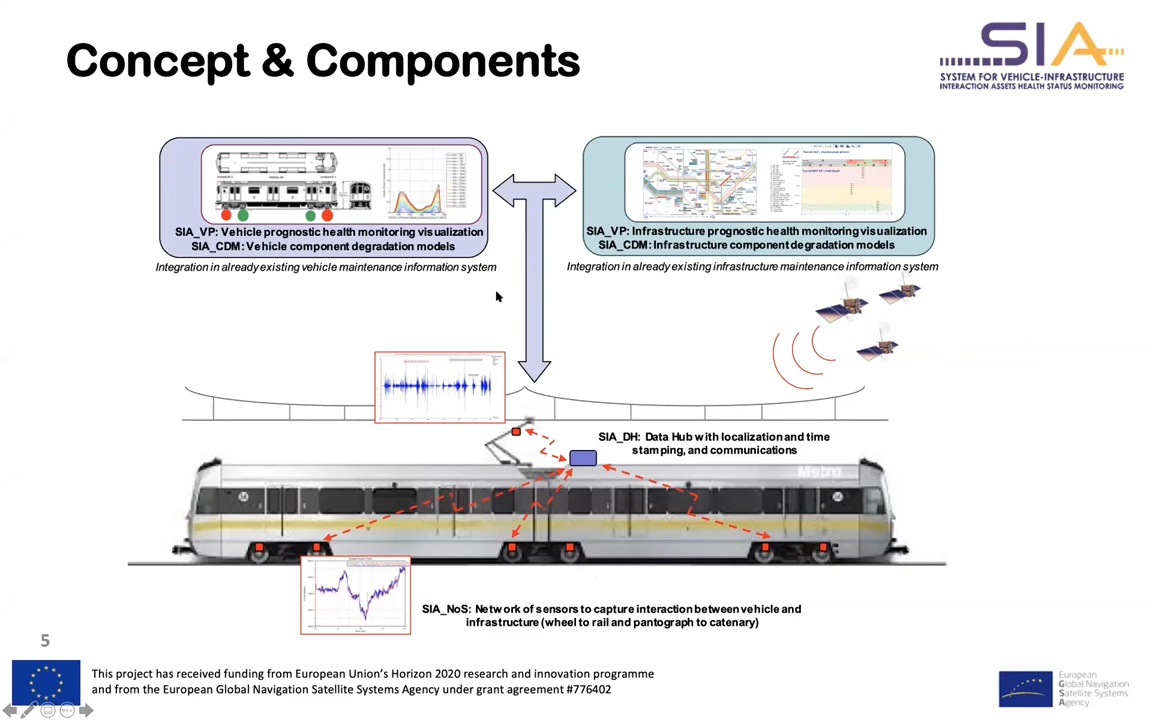 Concept & Components
SIA
SYSTEM FOR VEHICLE-INFRASTRUCTURE
INTERACTION ASSETS HEALTH STATUS MONITORING
SIA_VP: Vehicle prognostic health monitoring visualization
SIA_CDM: Vehicle component degradation models
Integration in already existing vehicle maintenance information system
SIA_VP: Infrastructure prognostic health monitoring visualization
SIA_CDM: Infrastructure component degradation models
Integration in already existing infrastructure maintenance information system
SIA_DH: Data Hub with localization and time
stamping, and communications
Metro
SIA_NoS: Network of sensors to capture interaction between vehicle and
infrastructure (wheel to rail and pantograph to catenary)
5
This project has received funding from European Union's Horizon 2020 research and innovation programme
and from the European Global Navigation Satellite Systems Agency under grant agreement #776402
European
Global Navigation
Satellite Systems
Agency